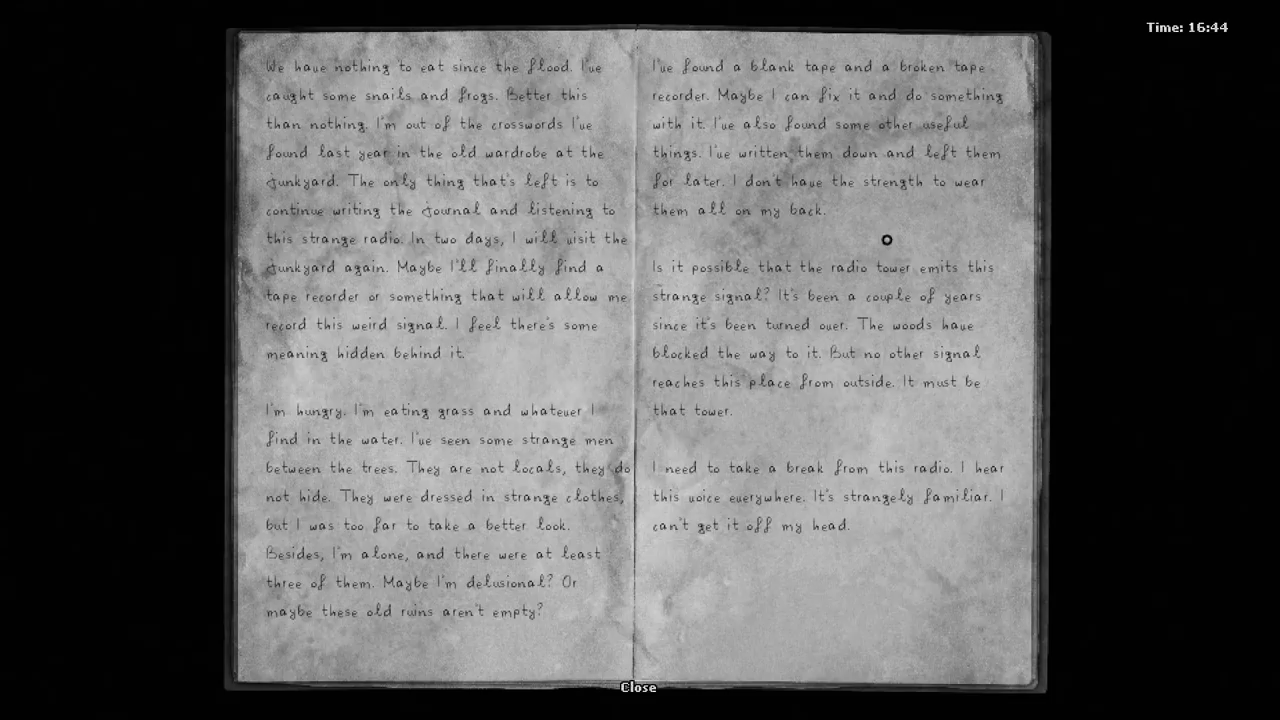 Time: 16:44
We have nothing to eat since the flood. I've
caught some snails and frogs. Better this
than nothing. I'm out of the crosswords I've
found last year in the old wardrobe at the
junkyard. The only thing that's left is to
continue writing the journal and listening to
this strange radio. In two days, I will visit the
junkyard again. Maybe I'll finally find a
tape recorder or something that will allow me
record this weird signal. I feel there's some
meaning hidden behind it.
I'm hungry. I'm eating grass and whatever I
find in the water. I've seen some strange men
between the trees. They are not locals, they do
not hide. They were dressed in strange clothes,
but I was too far to take a better look.
Besides, I'm alone, and there were at least
three of them. Maybe I'm delusional? Or
maybe these old ruins aren't empty?
I've found a blank tape and a broken tape
recorder. Maybe I can fix it and do something
with it. I've also found some other useful
things. I've written them down and left them
for later. I don't have the strength to wear
them all on my back.
Is it possible that the radio tower emits this
strange signal? It's been a couple of years
since it's been turned over. The woods have
blocked the way to it. But no other signal
reaches this place from outside. It must be
that tower.
I need to take a break from this radio. I hear
this voice everywhere. It's strangely familiar. I
can't get it off my head.
Close